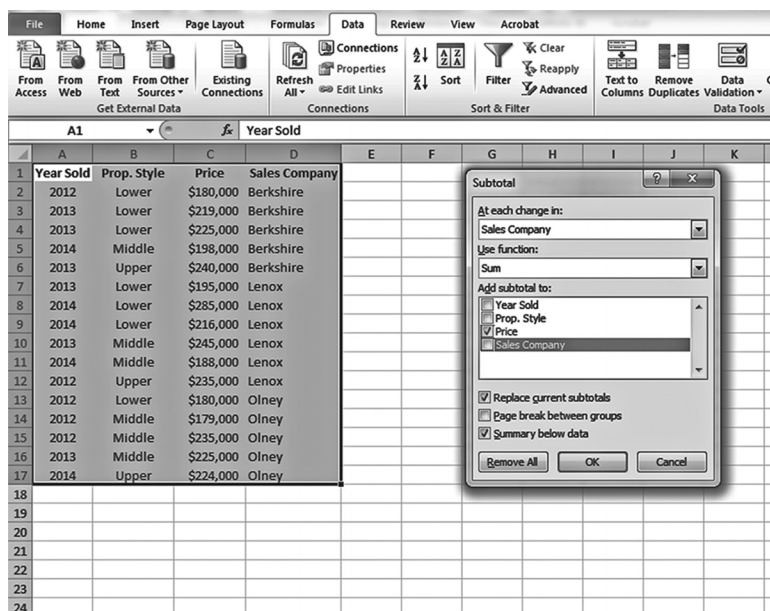 File Home Insert Page Layout Formulas Data Review View Acrobat
From Access
From Web
From Text
From Other Sources
Existing Connections
Get External Data
Refresh All
Connections
Properties
Edit Links
Connections
Sort
Filter
Clear
Reapply
Advanced
Sort & Filter
Text to Columns
Remove Duplicates
Data Validation
Data Tools
A1 fx Year Sold
A B C D E F G H I J K
1 Year Sold Prop. Style Price Sales Company
2 2012 Lower $180,000 Berkshire
3 2013 Lower $219,000 Berkshire
4 2013 Lower $225,000 Berkshire
5 2014 Middle $198,000 Berkshire
6 2013 Upper $240,000 Berkshire
7 2013 Lower $195,000 Lenox
8 2014 Lower $285,000 Lenox
9 2014 Lower $216,000 Lenox
10 2013 Middle $245,000 Lenox
11 2014 Middle $188,000 Lenox
12 2012 Upper $235,000 Lenox
13 2012 Lower $180,000 Olney
14 2012 Middle $179,000 Olney
15 2012 Middle $235,000 Olney
16 2013 Middle $225,000 Olney
17 2014 Upper $224,000 Olney
18
19
20
21
22
23
24
Subtotal
At each change in:
Sales Company
Use function:
Sum
Add subtotal to:
Year Sold
Prop. Style
Price
Sales Company
Replace current subtotals
Page break between groups
Summary below data
Remove All OK Cancel